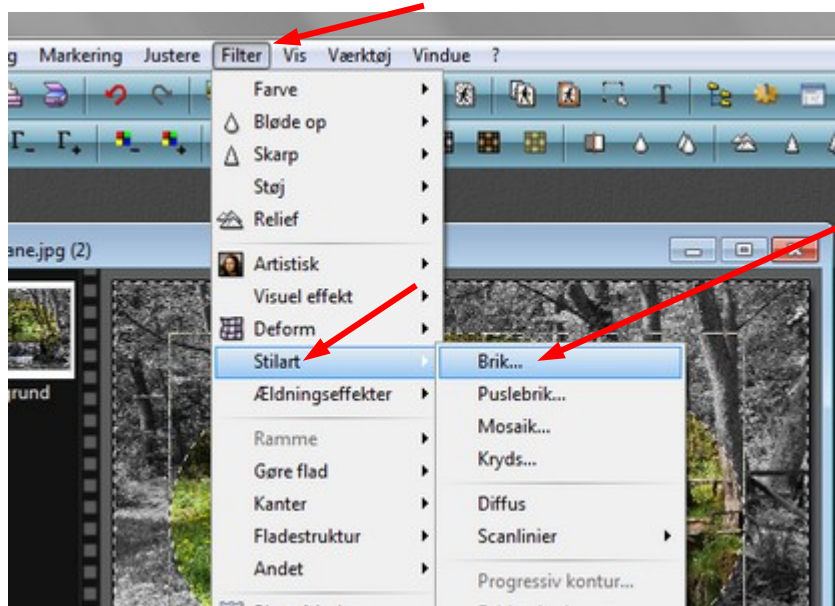 Markering Justere Filter Vis Værktøj Vindue ?
T
Γ- Γ+
Farve
Bløde op
Skarp
Støj
Relief
ane.jpg (2)
Artistisk
Visuel effekt
Deform
Stilart
Brik...
grund
Ældningseffekter
Puslebrik...
Mosaik...
Ramme
Kryds...
Gøre flad
Kanter
Diffus
Fladestruktur
Scanlinier
Andet
Progressiv kontur...